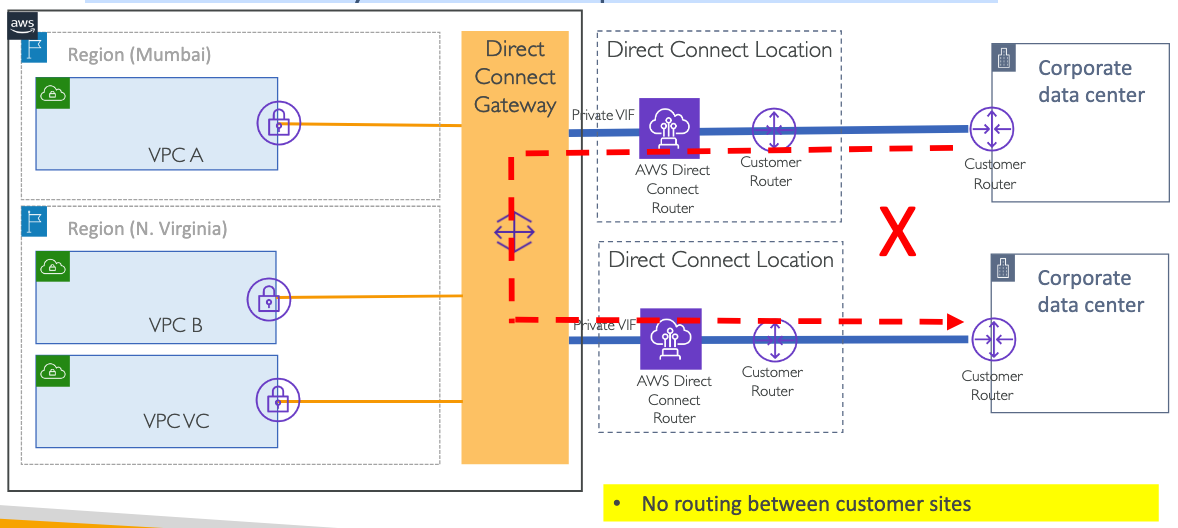 aws
Region (Mumbai)
VPC A
Region (N. Virginia)
VPC B
VPC VC
Direct
Connect
Gateway
Direct Connect Location
Private VIF
AWS Direct
Connect
Router
Customer
Router
Corporate
data center
Customer
Router
X
Direct Connect Location
Private VIF
AWS Direct
Connect
Router
Customer
Router
Corporate
data center
Customer
Router
• No routing between customer sites